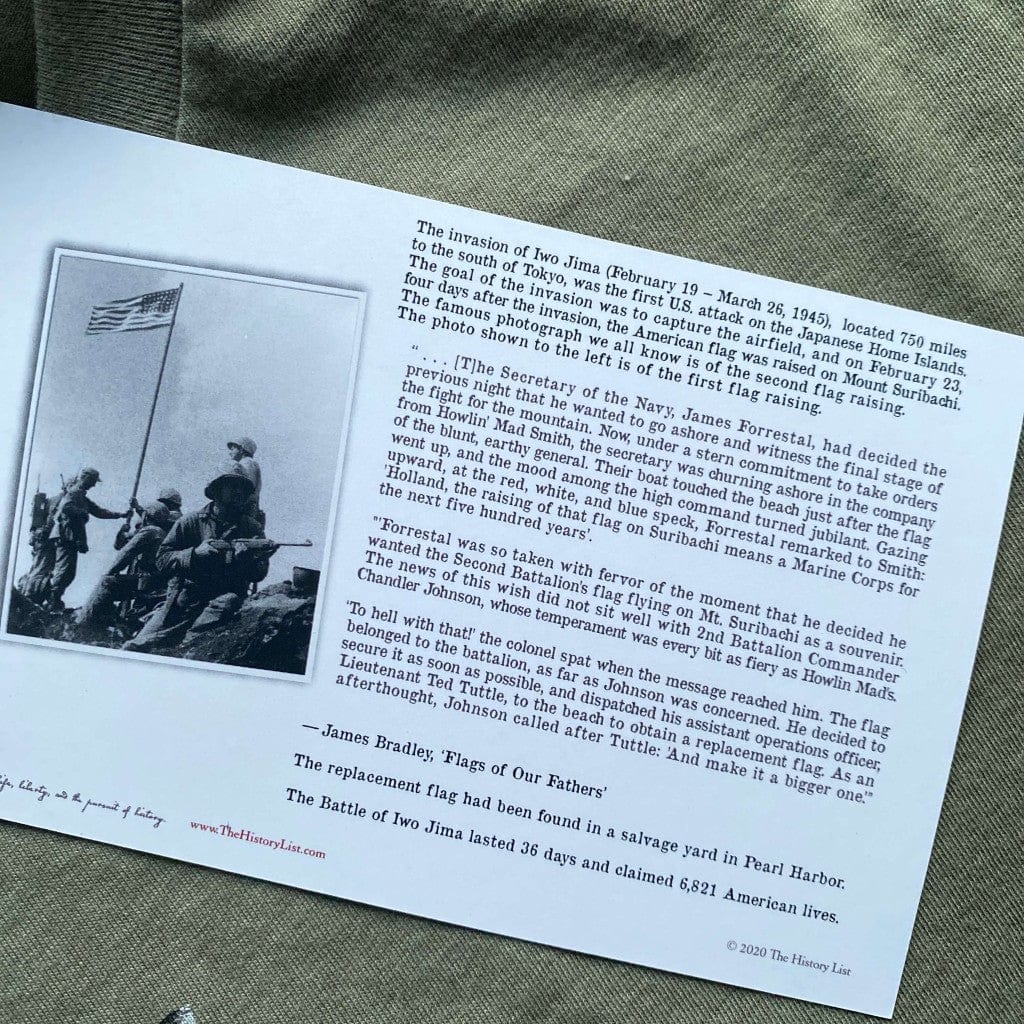 The invasion of Iwo Jima (February 19 – March 26, 1945), located 750 miles
to the south of Tokyo, was the first U.S. attack on the Japanese Home Islands.
The goal of the invasion was to capture the airfield, and on February 23,
four days after the invasion, the American flag was raised on Mount Suribachi.
The famous photograph we all know is of the second flag raising.
The photo shown to the left is of the first flag raising.
“ . . . [T]he Secretary of the Navy, James Forrestal, had decided the
previous night that he wanted to go ashore and witness the final stage of
the fight for the mountain. Now, under a stern commitment to take orders
from Howlin' Mad Smith, the secretary was churning ashore in the company
of the blunt, earthy general. Their boat touched the beach just after the flag
went up, and the mood among the high command turned jubilant. Gazing
upward, at the red, white, and blue speck, Forrestal remarked to Smith:
'Holland, the raising of that flag on Suribachi means a Marine Corps for
the next five hundred years'.
"'Forrestal was so taken with fervor of the moment that he decided he
wanted the Second Battalion's flag flying on Mt. Suribachi as a souvenir.
The news of this wish did not sit well with 2nd Battalion Commander
Chandler Johnson, whose temperament was every bit as fiery as Howlin Mad's.
'To hell with that!' the colonel spat when the message reached him. The flag
belonged to the battalion, as far as Johnson was concerned. He decided to
secure it as soon as possible, and dispatched his assistant operations officer,
Lieutenant Ted Tuttle, to the beach to obtain a replacement flag. As an
afterthought, Johnson called after Tuttle: 'And make it a bigger one.'"
— James Bradley, 'Flags of Our Fathers'
The replacement flag had been found in a salvage yard in Pearl Harbor.
The Battle of Iwo Jima lasted 36 days and claimed 6,821 American lives.
liberty, and the pursuit of history.
www.TheHistoryList.com
© 2020 The History List